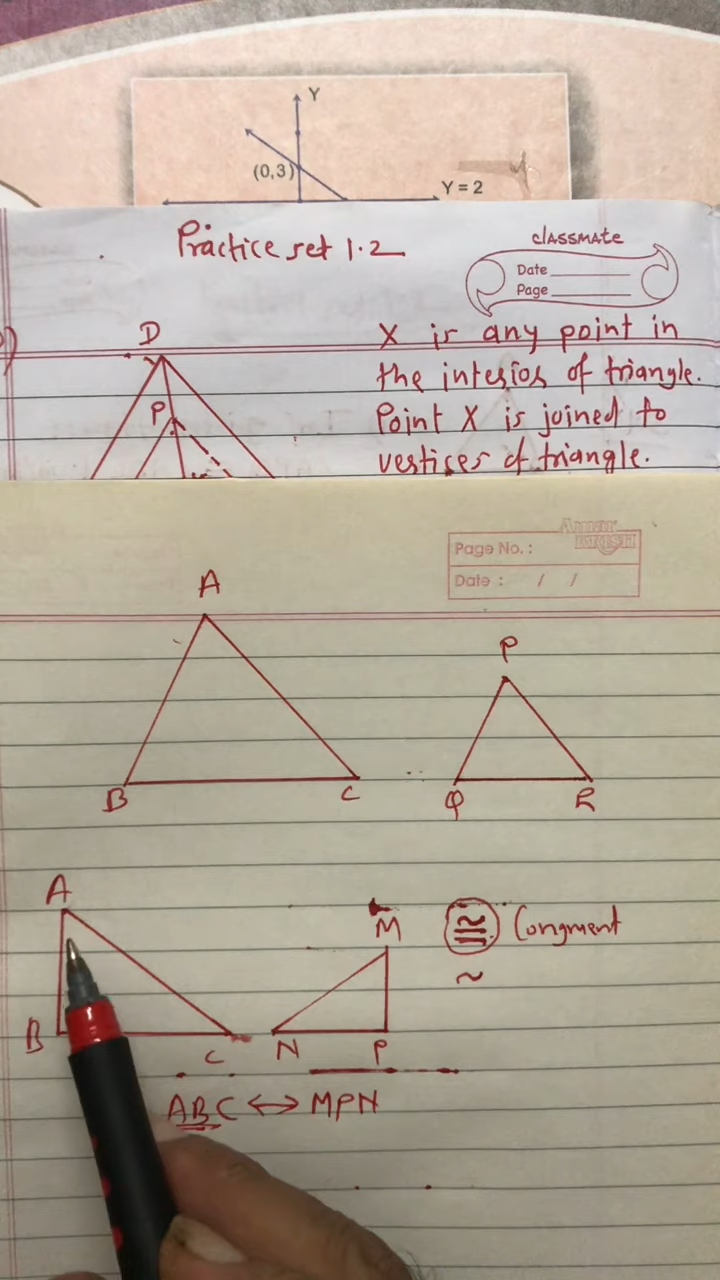 Y
(0,3)
Y = 2
Practice set 1.2
classmate
Date
Page
D
X is any point in
P
the interior of triangle.
Point X is joined to
vertices of triangle.
Page No. :
Date : / /
A
P
B C Q R
A
M ≅ Congment
~
B C N P
ABC ↔ MPN